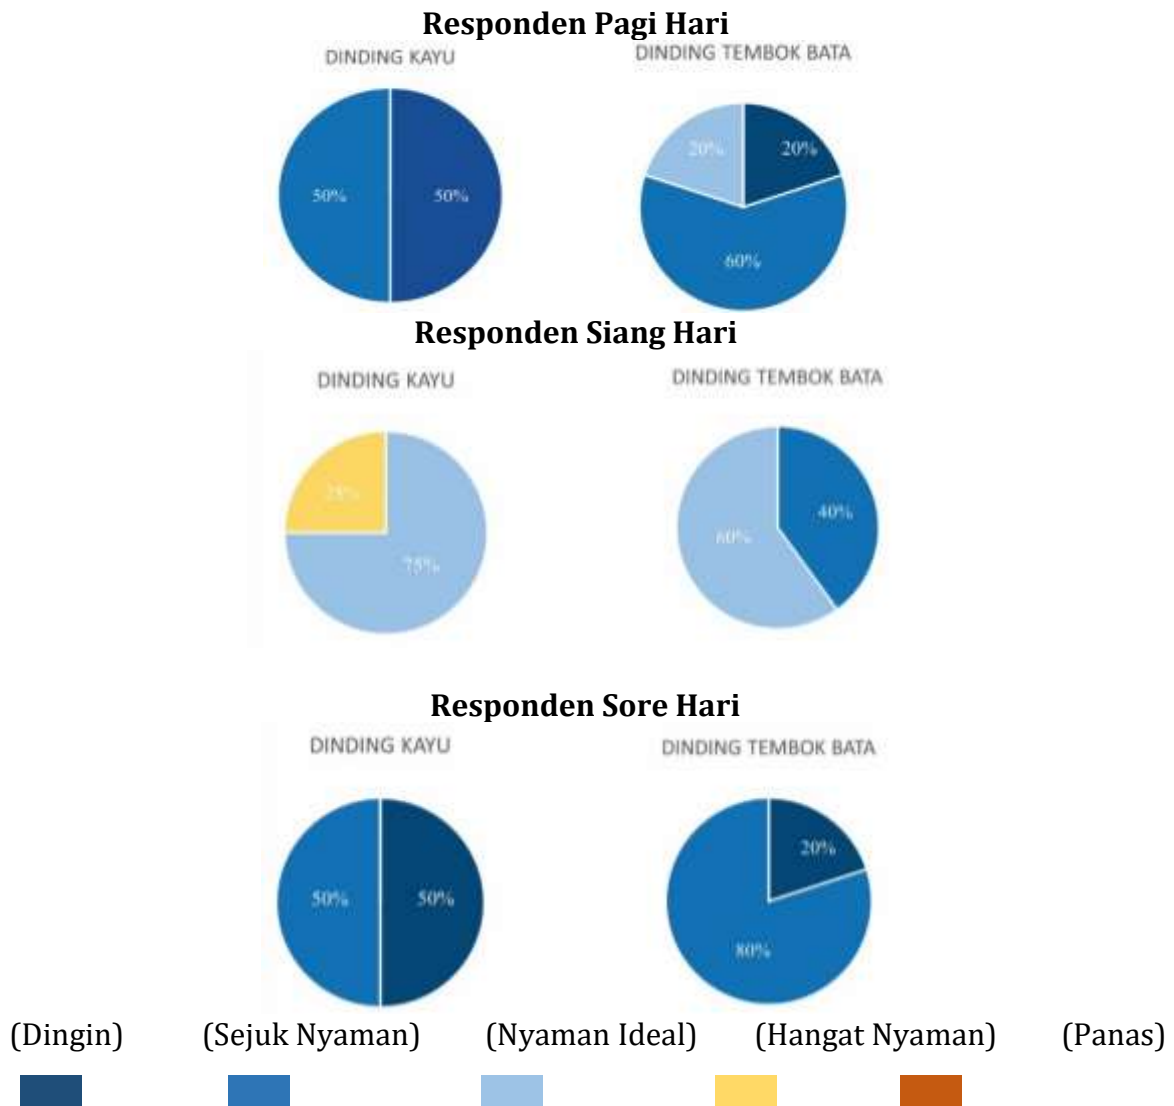 Responden Pagi Hari
DINDING KAYU DINDING TEMBOK BATA
50% 50% 20% 20%
60%
Responden Siang Hari
DINDING KAYU DINDING TEMBOK BATA
25% 75% 60% 40%
Responden Sore Hari
DINDING KAYU DINDING TEMBOK BATA
50% 50% 20%
80%
(Dingin) (Sejuk Nyaman) (Nyaman Ideal) (Hangat Nyaman) (Panas)